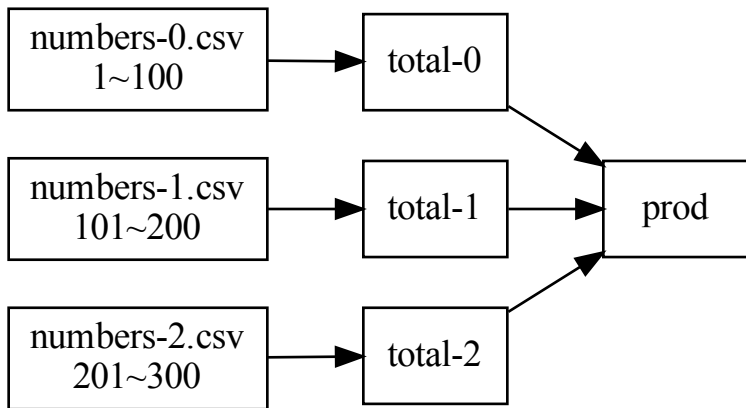 numbers-0.csv
1~100
total-0
numbers-1.csv
101~200
total-1
prod
numbers-2.csv
201~300
total-2